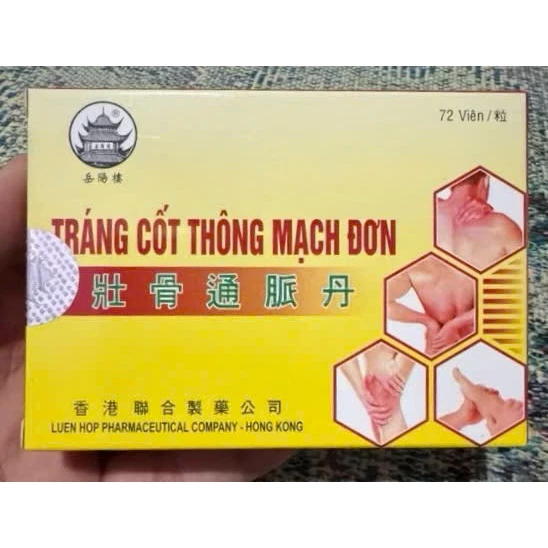 72 Viên/粒
®
岳陽樓
TRÁNG CỐT THÔNG MẠCH ĐƠN
壯骨通脈丹
香港聯合製藥公司
LUEN HOP PHARMACEUTICAL COMPANY - HONG KONG